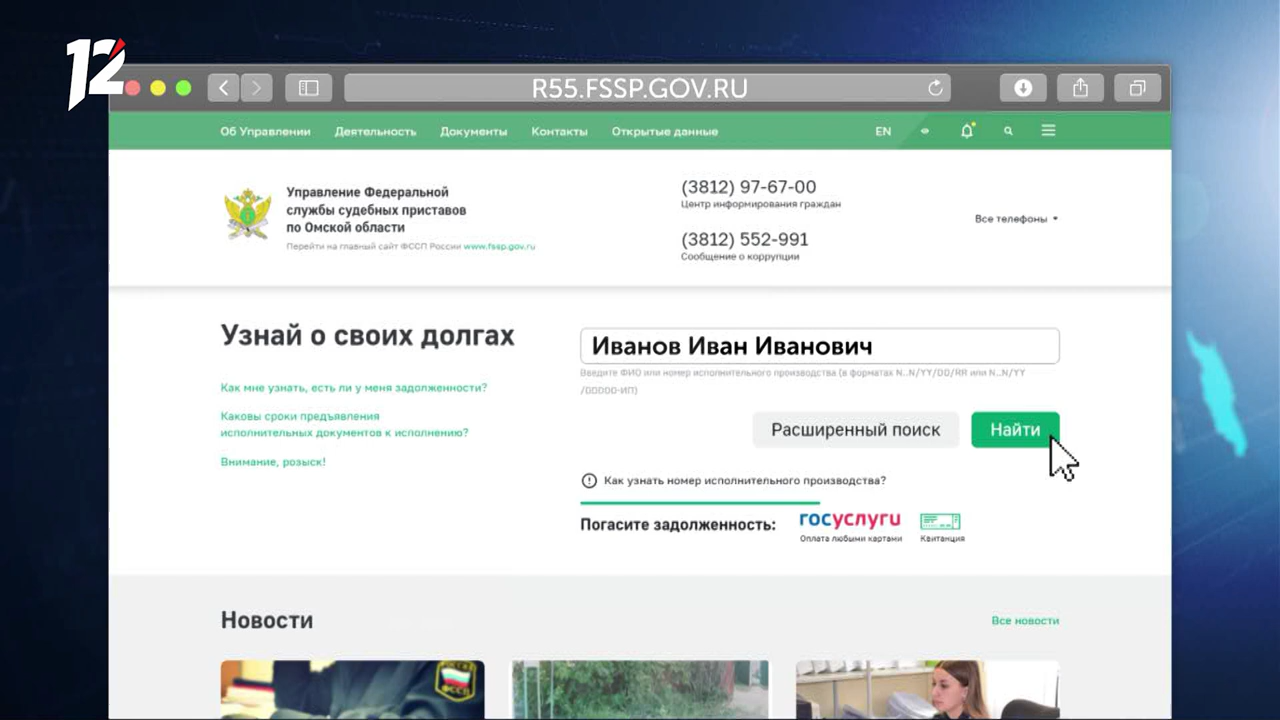 12
R55.FSSP.GOV.RU
Об Управлении Деятельность Документы Контакты Открытые данные EN
Управление Федеральной
службы судебных приставов
по Омской области
Перейти на главный сайт ФССП России www.fssp.gov.ru
(3812) 97-67-00
Центр информирования граждан
(3812) 552-991
Сообщение о коррупции
Все телефоны
Узнай о своих долгах
Как мне узнать, есть ли у меня задолженности?
Каковы сроки предъявления
исполнительных документов к исполнению?
Внимание, розыск!
Иванов Иван Иванович
Введите ФИО или номер исполнительного производства (в форматах N...N/YY/DD/RR или N...N/YY
/DDDDD-ИП)
Расширенный поиск Найти
Как узнать номер исполнительного производства?
Погасите задолженность:
госуслуги
Оплата любыми картами
Квитанция
Новости
Все новости
ФССП